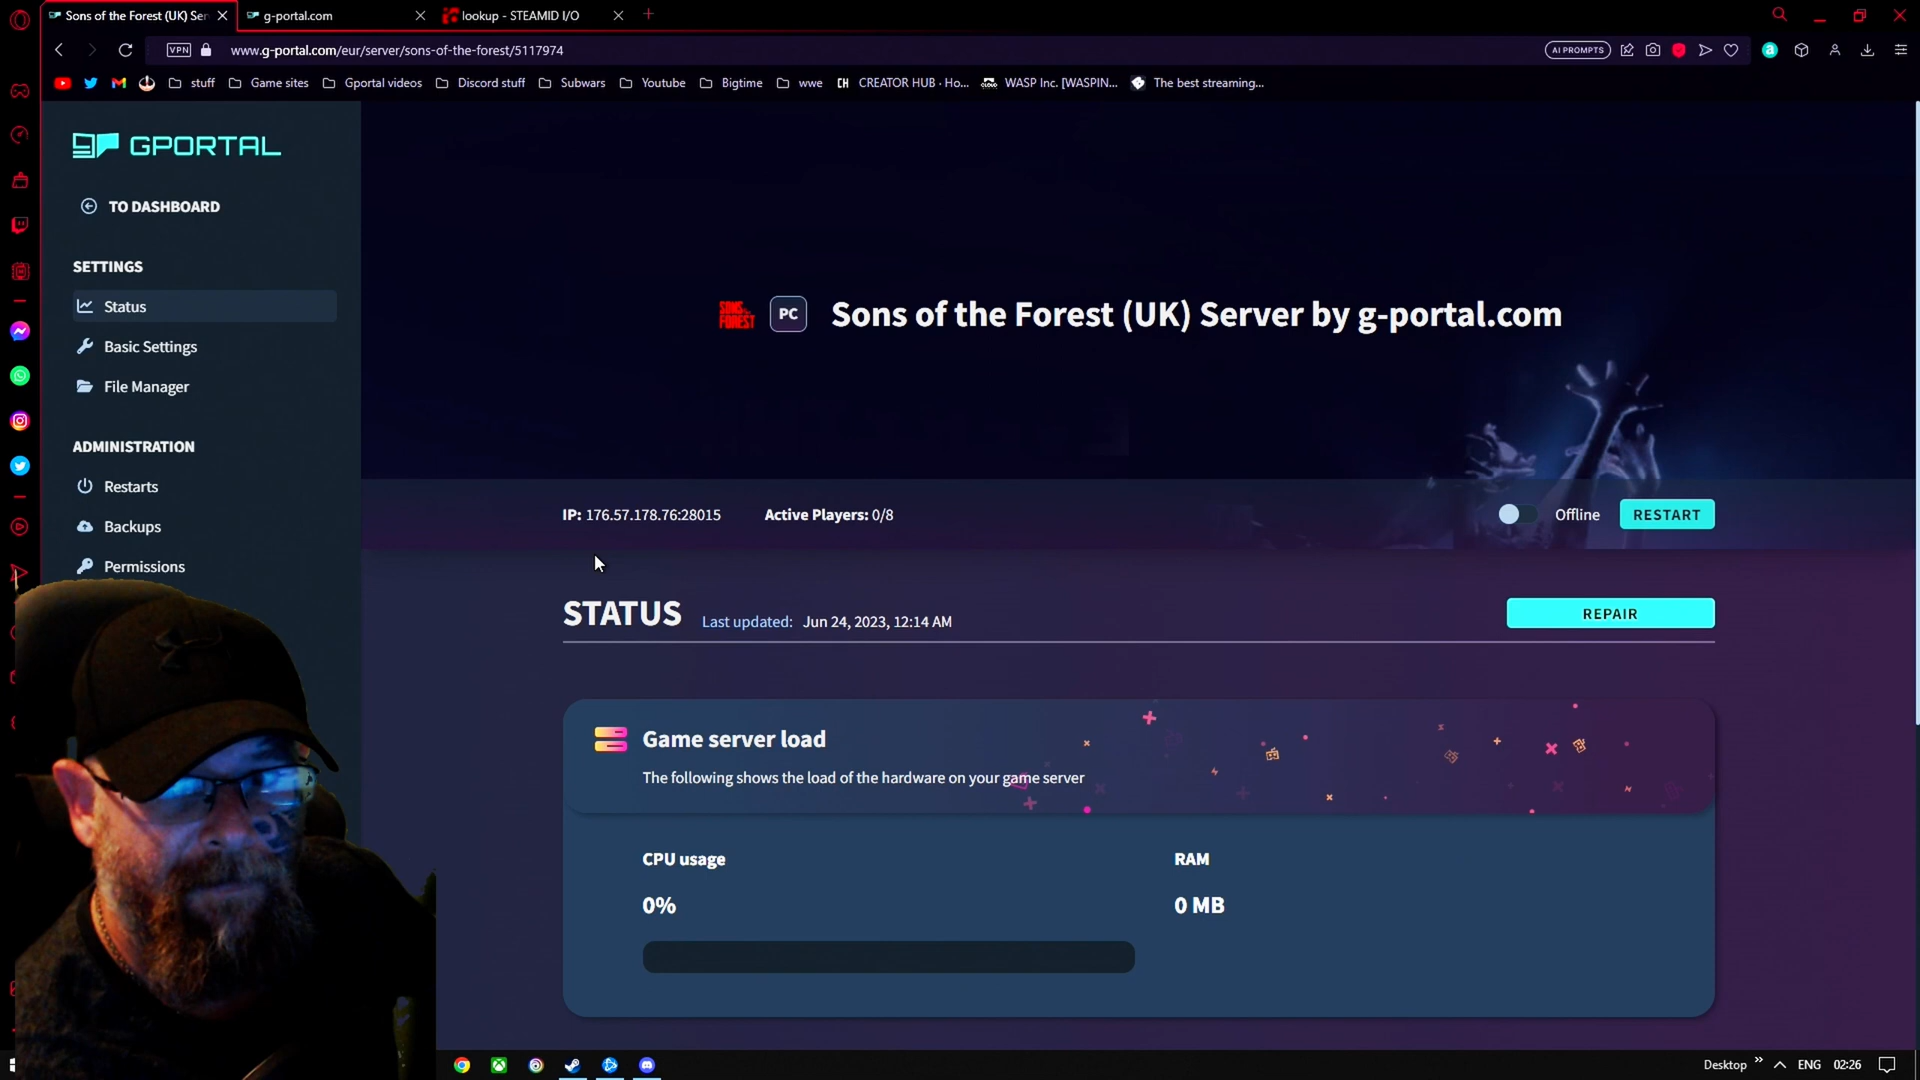 Sons of the Forest (UK) Ser
g-portal.com
lookup - STEAMID I/O
VPN
www.g-portal.com/eur/server/sons-of-the-forest/5117974
AI PROMPTS
stuff
Game sites
Gportal videos
Discord stuff
Subwars
Youtube
Bigtime
wwe
CH CREATOR HUB · Ho...
WASP Inc. [WASPIN...
The best streaming...
GPORTAL
TO DASHBOARD
SETTINGS
Status
Basic Settings
File Manager
ADMINISTRATION
Restarts
Backups
Permissions
SONS
FOREST
PC
Sons of the Forest (UK) Server by g-portal.com
IP: 176.57.178.76:28015
Active Players: 0/8
Offline
RESTART
STATUS
Last updated: Jun 24, 2023, 12:14 AM
REPAIR
Game server load
The following shows the load of the hardware on your game server
CPU usage
RAM
0%
0 MB
Desktop
ENG
02:26